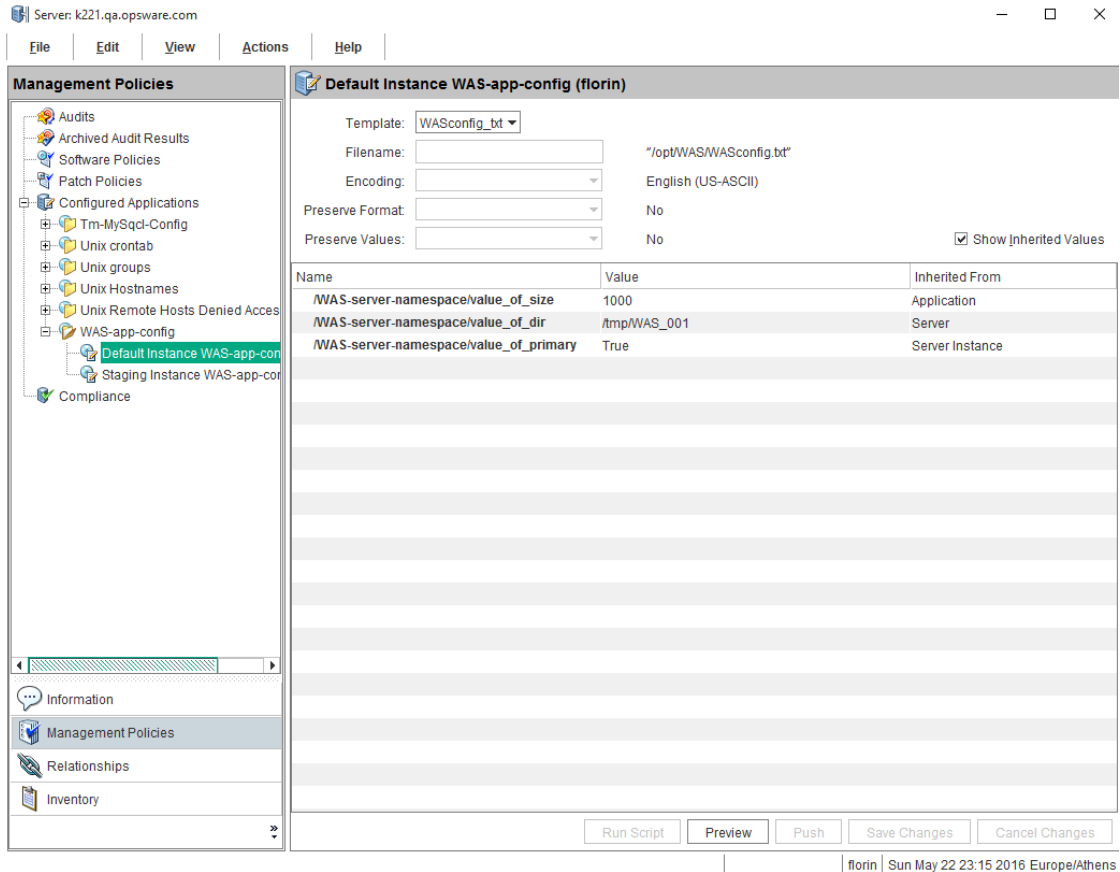 Server: k221.qa.opsware.com
File Edit View Actions Help
Management Policies
Audits
Archived Audit Results
Software Policies
Patch Policies
Configured Applications
Tm-MySqcl-Config
Unix crontab
Unix groups
Unix Hostnames
Unix Remote Hosts Denied Acces
WAS-app-config
Default Instance WAS-app-con
Staging Instance WAS-app-cor
Compliance
Information
Management Policies
Relationships
Inventory
Default Instance WAS-app-config (florin)
Template: WASconfig_txt
Filename: "/opt/WAS/WASconfig.txt"
Encoding: English (US-ASCII)
Preserve Format: No
Preserve Values: No Show Inherited Values
Name Value Inherited From
/WAS-server-namespace/value_of_size 1000 Application
/WAS-server-namespace/value_of_dir /tmp/WAS_001 Server
/WAS-server-namespace/value_of_primary True Server Instance
Run Script Preview Push Save Changes Cancel Changes
florin Sun May 22 23:15 2016 Europe/Athens